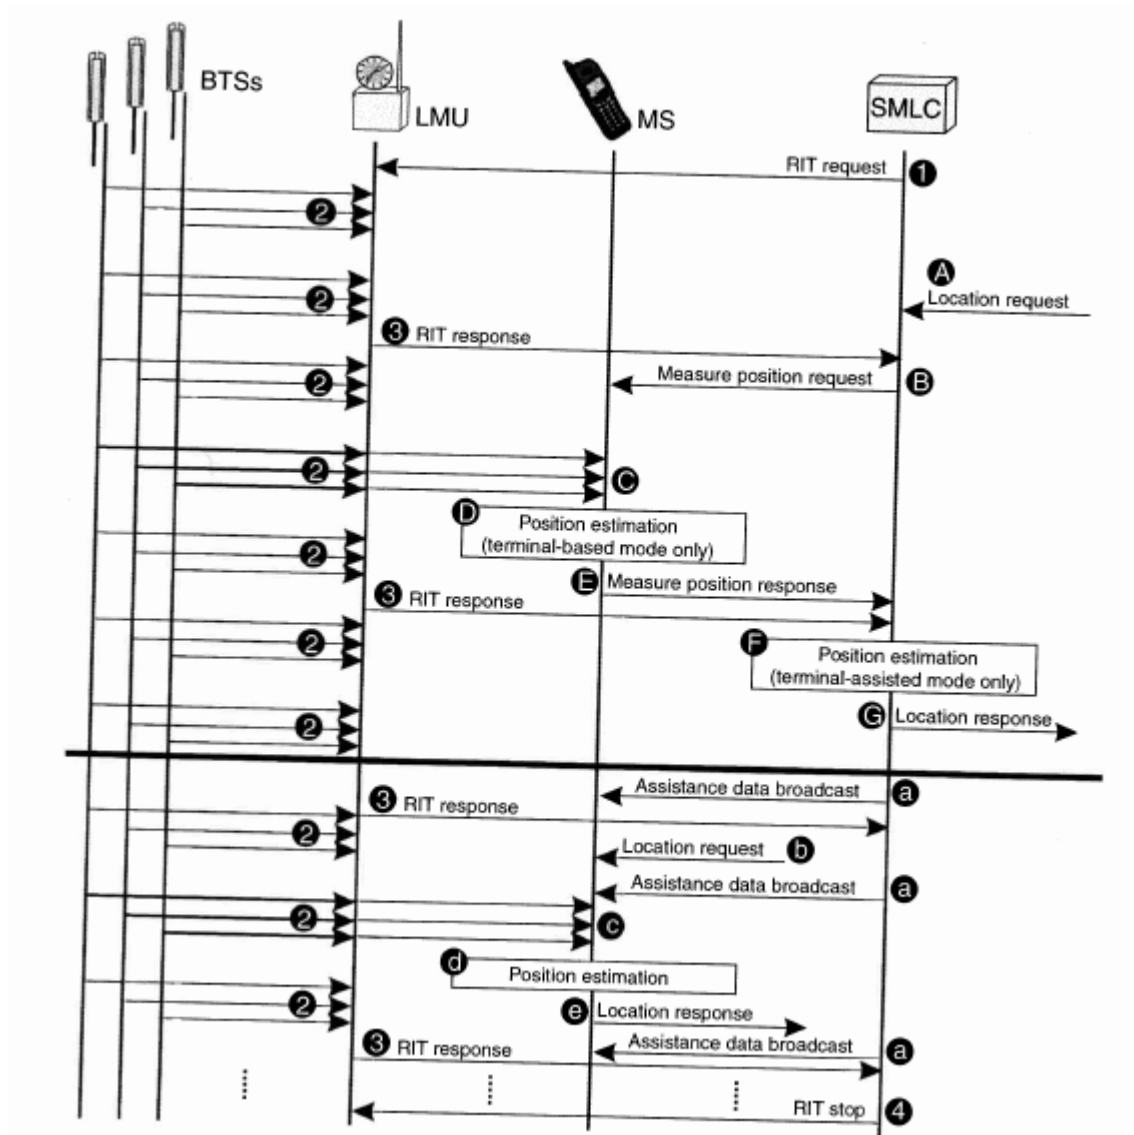 BTSs
LMU
MS
SMLC
RIT request
1
2
A
2
Location request
3 RIT response
Measure position request B
2
2
C
D Position estimation
(terminal-based mode only)
2
E Measure position response
3 RIT response
2
F Position estimation
(terminal-assisted mode only)
G Location response
2
Assistance data broadcast a
3 RIT response
2
Location request b
Assistance data broadcast a
2
c
d Position estimation
2
e Location response
Assistance data broadcast a
3 RIT response
RIT stop 4